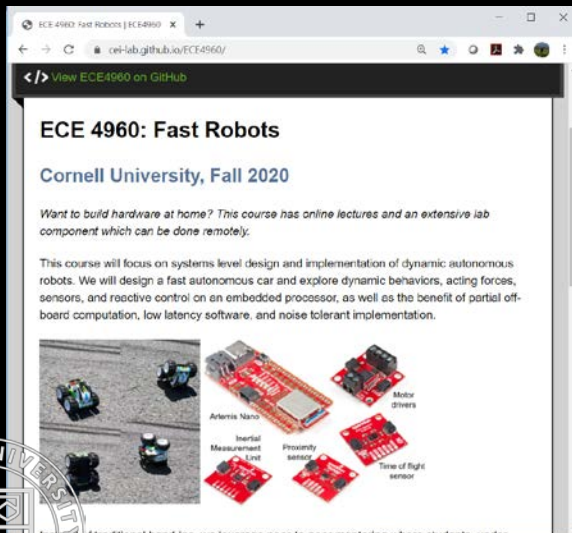 ECE 4960: Fast Robots | ECE4960
cei-lab.github.io/ECE4960/
</> View ECE4960 on GitHub
ECE 4960: Fast Robots
Cornell University, Fall 2020
Want to build hardware at home? This course has online lectures and an extensive lab
component which can be done remotely.
This course will focus on systems level design and implementation of dynamic autonomous
robots. We will design a fast autonomous car and explore dynamic behaviors, acting forces,
sensors, and reactive control on an embedded processor, as well as the benefit of partial off-
board computation, low latency software, and noise tolerant implementation.
Artemis Nano
Motor
drivers
Inertial
Measurement
Unit
Proximity
sensor
Time of flight
sensor